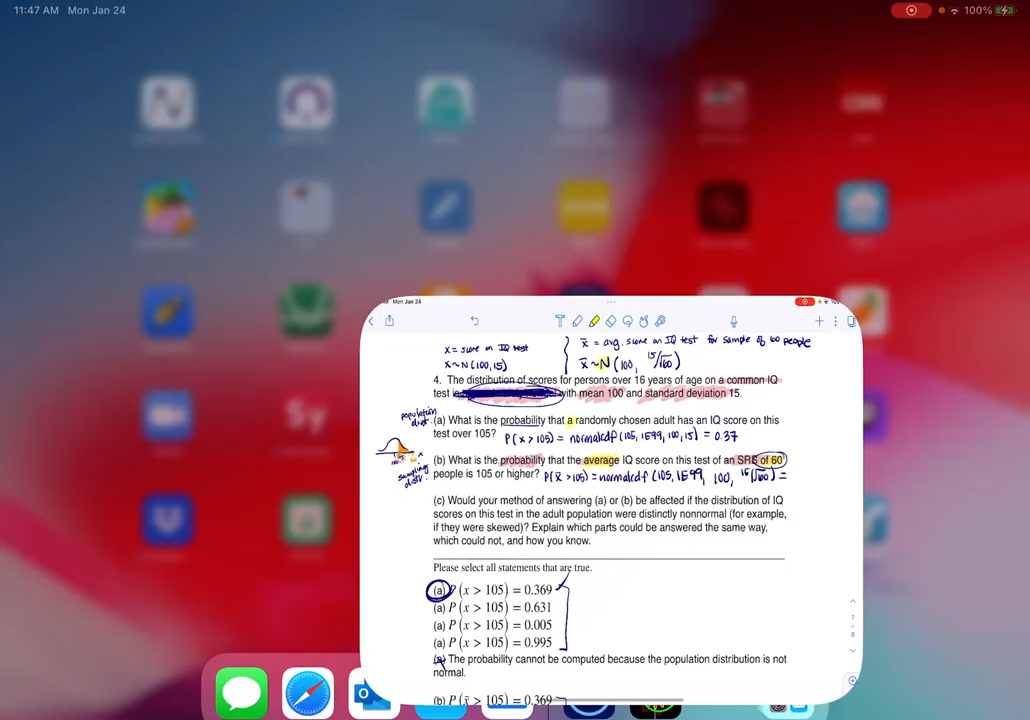 11:47 AM Mon Jan 24
100%
Mon Jan 24
x = score on IQ test
x~N(100,15)
x̄ = avg. score on IQ test for sample of 60 people
x̄~N(100, 15/√60)
4. The distribution of scores for persons over 16 years of age on a common IQ
test in with mean 100 and standard deviation 15.
population
dist.
(a) What is the probability that a randomly chosen adult has an IQ score on this
test over 105? P(x > 105) = normalcdf (105, 1E99, 100, 15) = 0.37
(b) What is the probability that the average IQ score on this test of an SRS of 60
people is 105 or higher? P(x̄ > 105) = normalcdf (105, 1E99, 100, 15/√60) =
sampling
distr.
(c) Would your method of answering (a) or (b) be affected if the distribution of IQ
scores on this test in the adult population were distinctly nonnormal (for example,
if they were skewed)? Explain which parts could be answered the same way,
which could not, and how you know.
Please select all statements that are true.
(a) P (x > 105) = 0.369
(a) P (x > 105) = 0.631
(a) P (x > 105) = 0.005
(a) P (x > 105) = 0.995
(a) The probability cannot be computed because the population distribution is not
normal.
(b) P (x̄ > 105) = 0.369
7
8
Sy